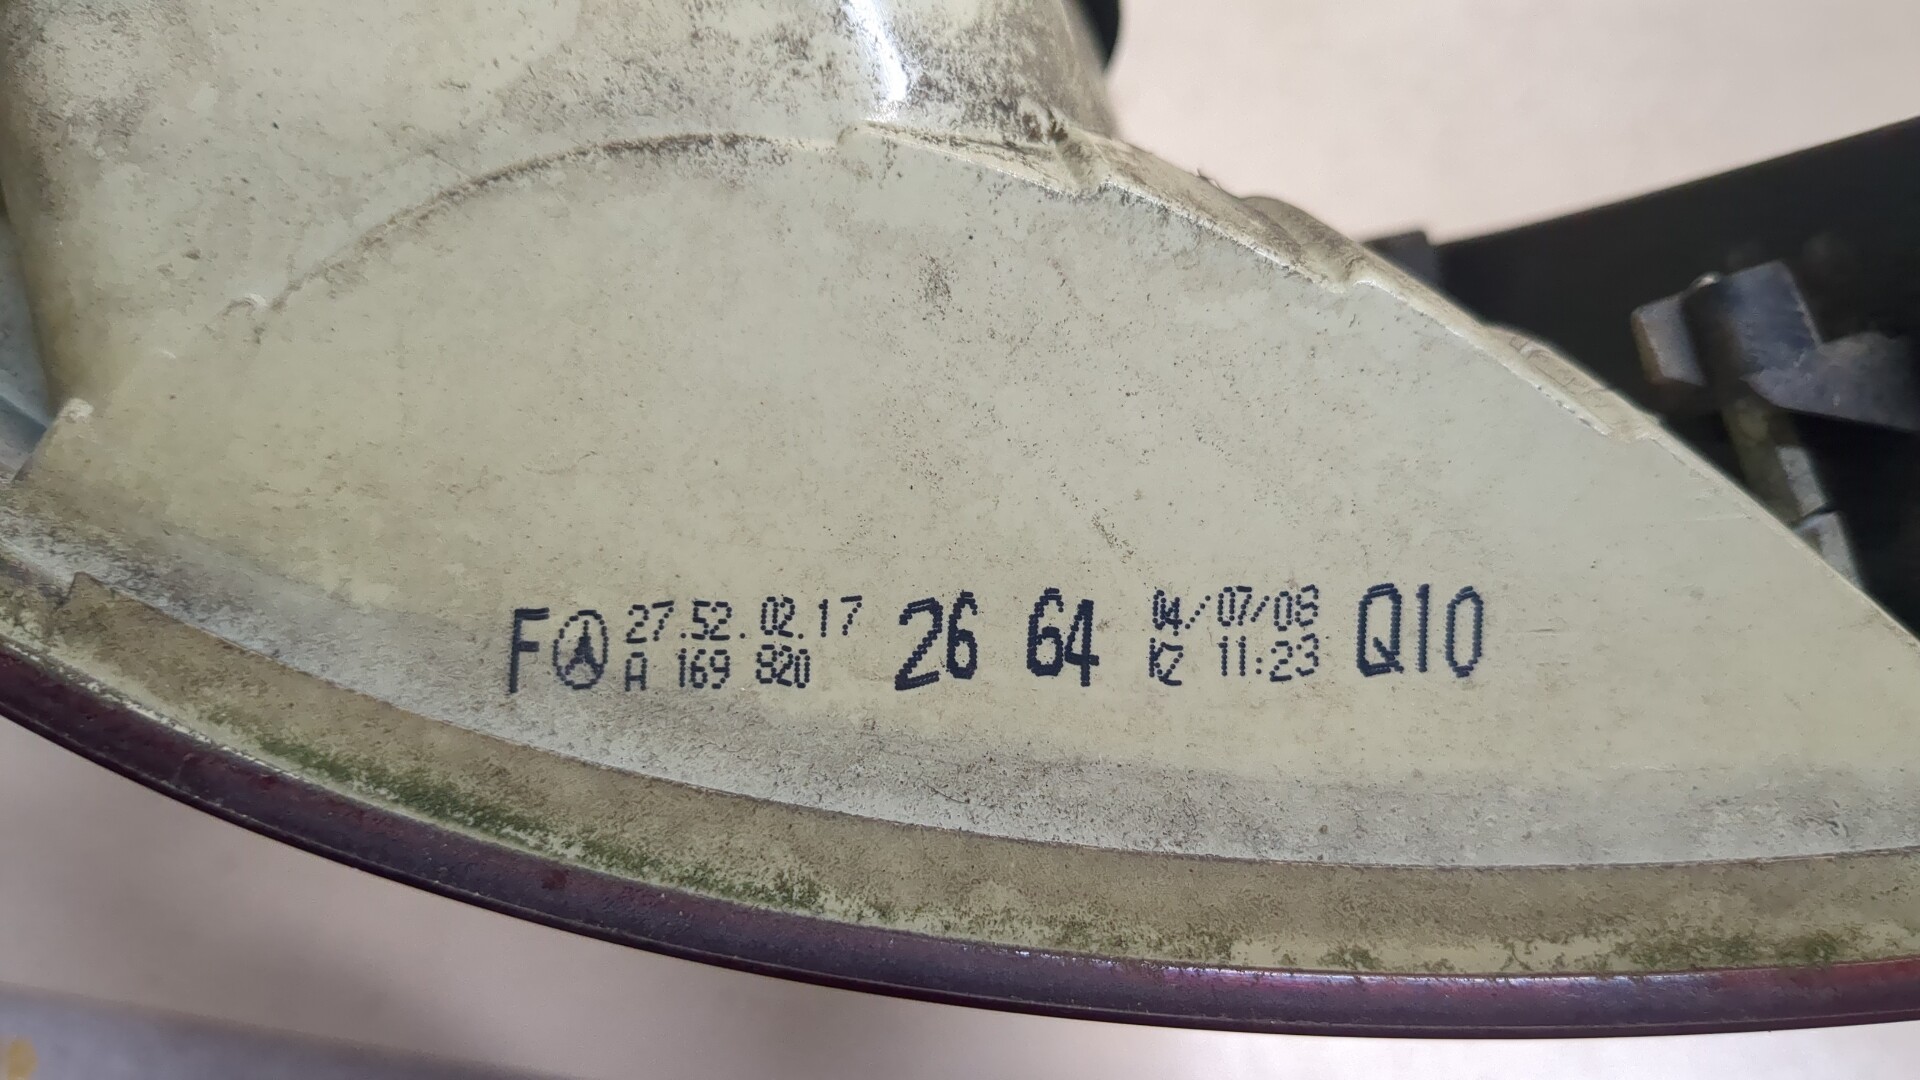 F 27.52.02.17 26 64 04/07/08 Q10
A 169 820 KZ 11:23